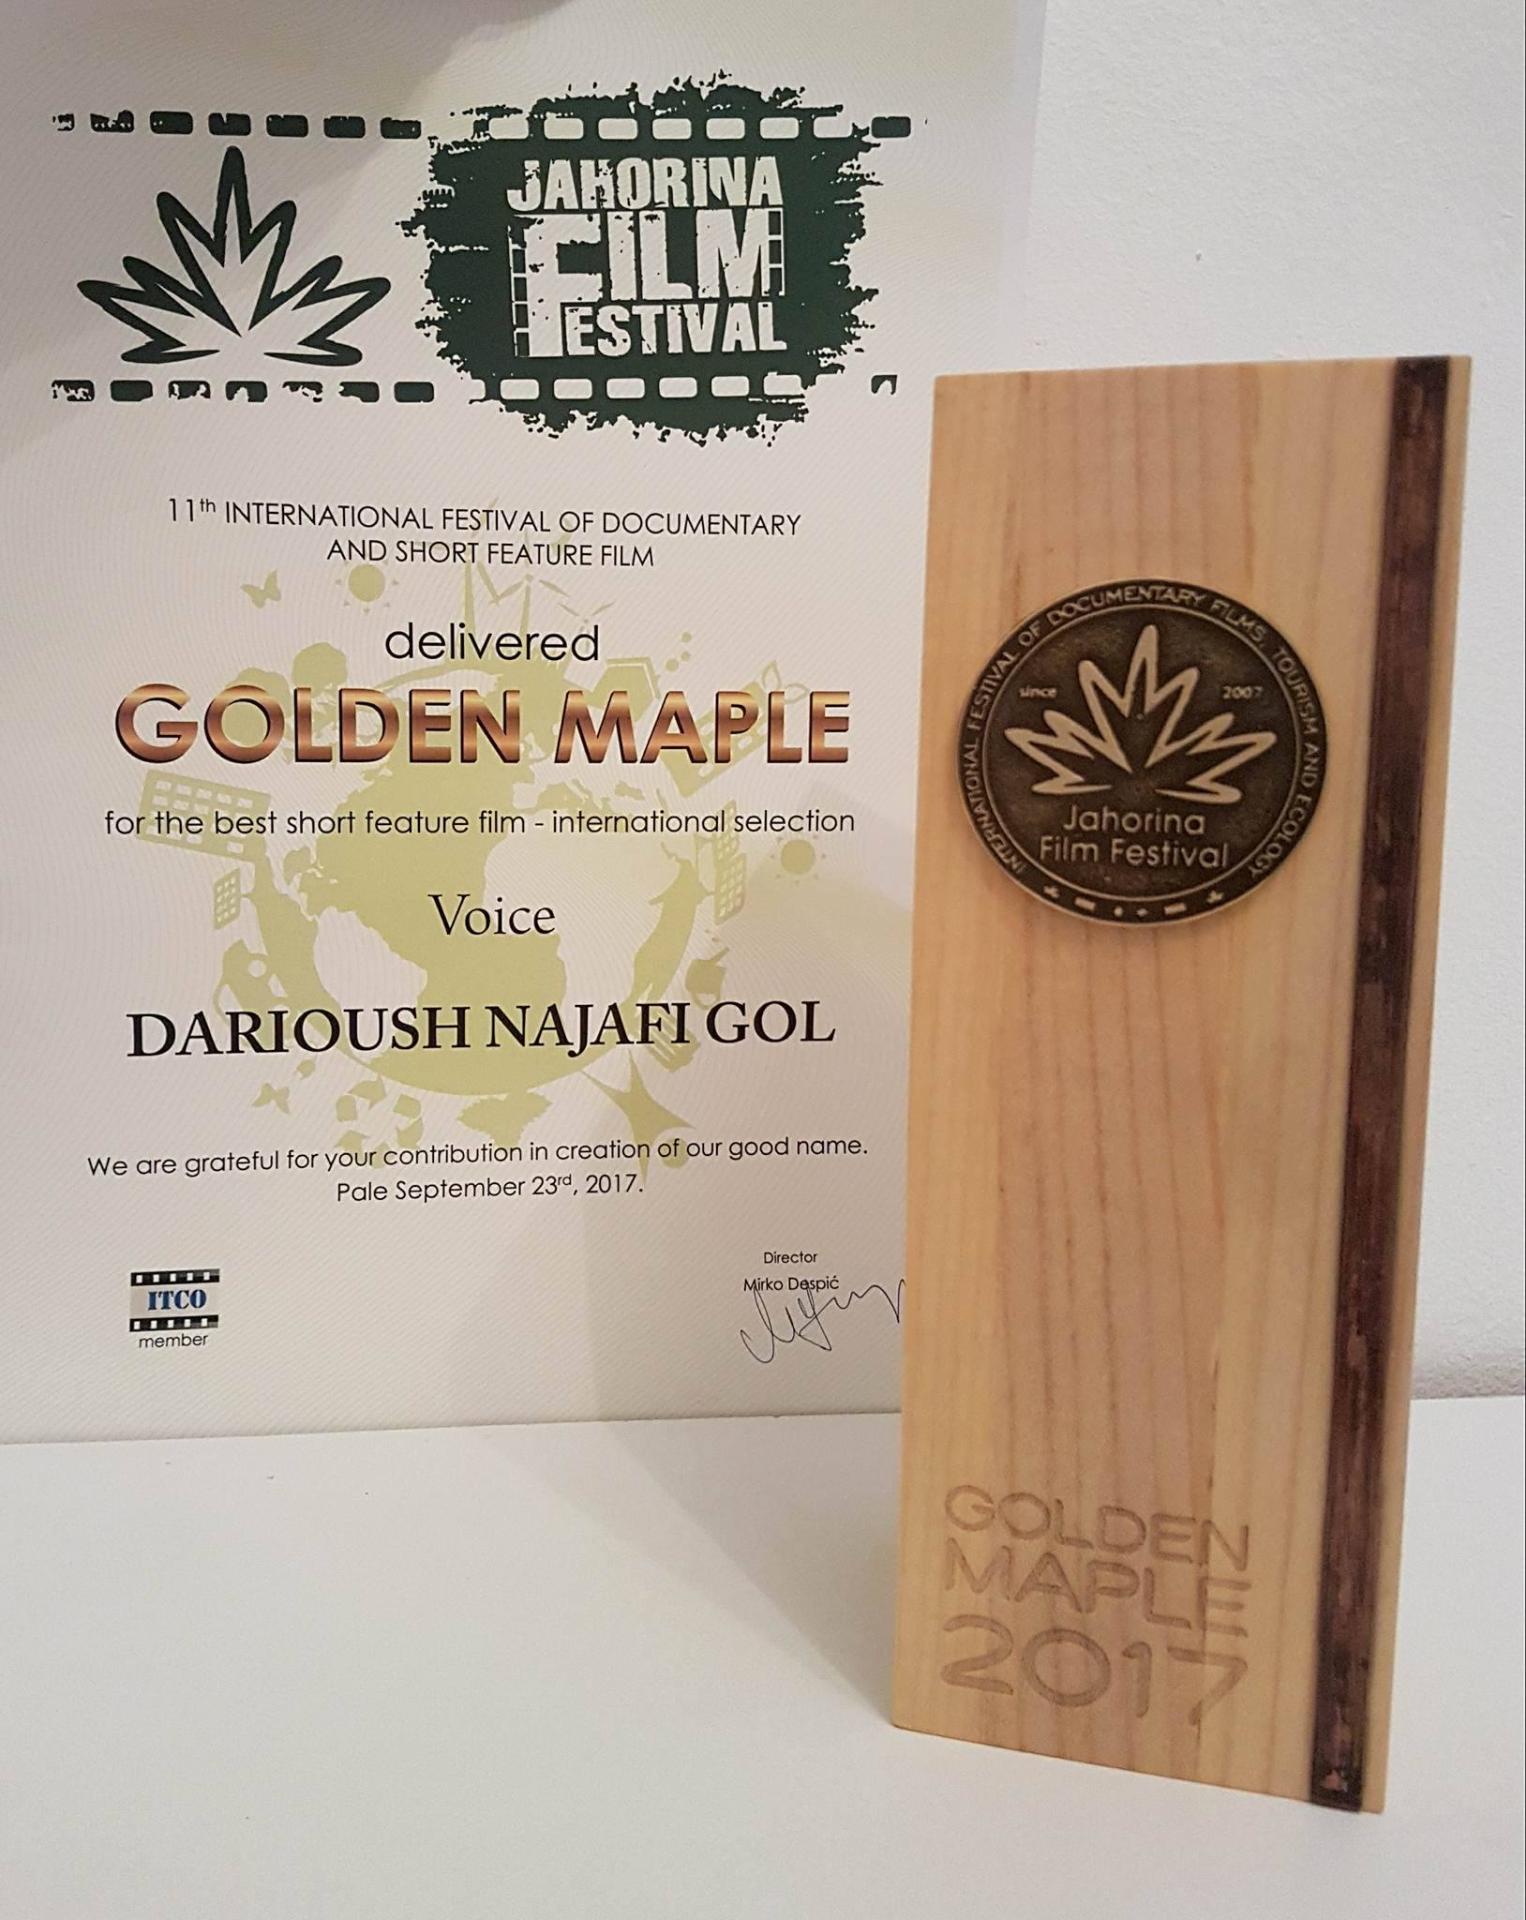 JAHORINA
FILM
FESTIVAL
11th INTERNATIONAL FESTIVAL OF DOCUMENTARY
AND SHORT FEATURE FILM
delivered
GOLDEN MAPLE
for the best short feature film - international selection
Voice
DARIOUSH NAJAFI GOL
We are grateful for your contribution in creation of our good name.
Pale September 23rd, 2017.
Director
Mirko Despić
ITCO
member
INTERNATIONAL FESTIVAL OF DOCUMENTARY FILMS, TOURISM AND ECOLOGY
since 2007
Jahorina
Film Festival
GOLDEN
MAPLE
2017